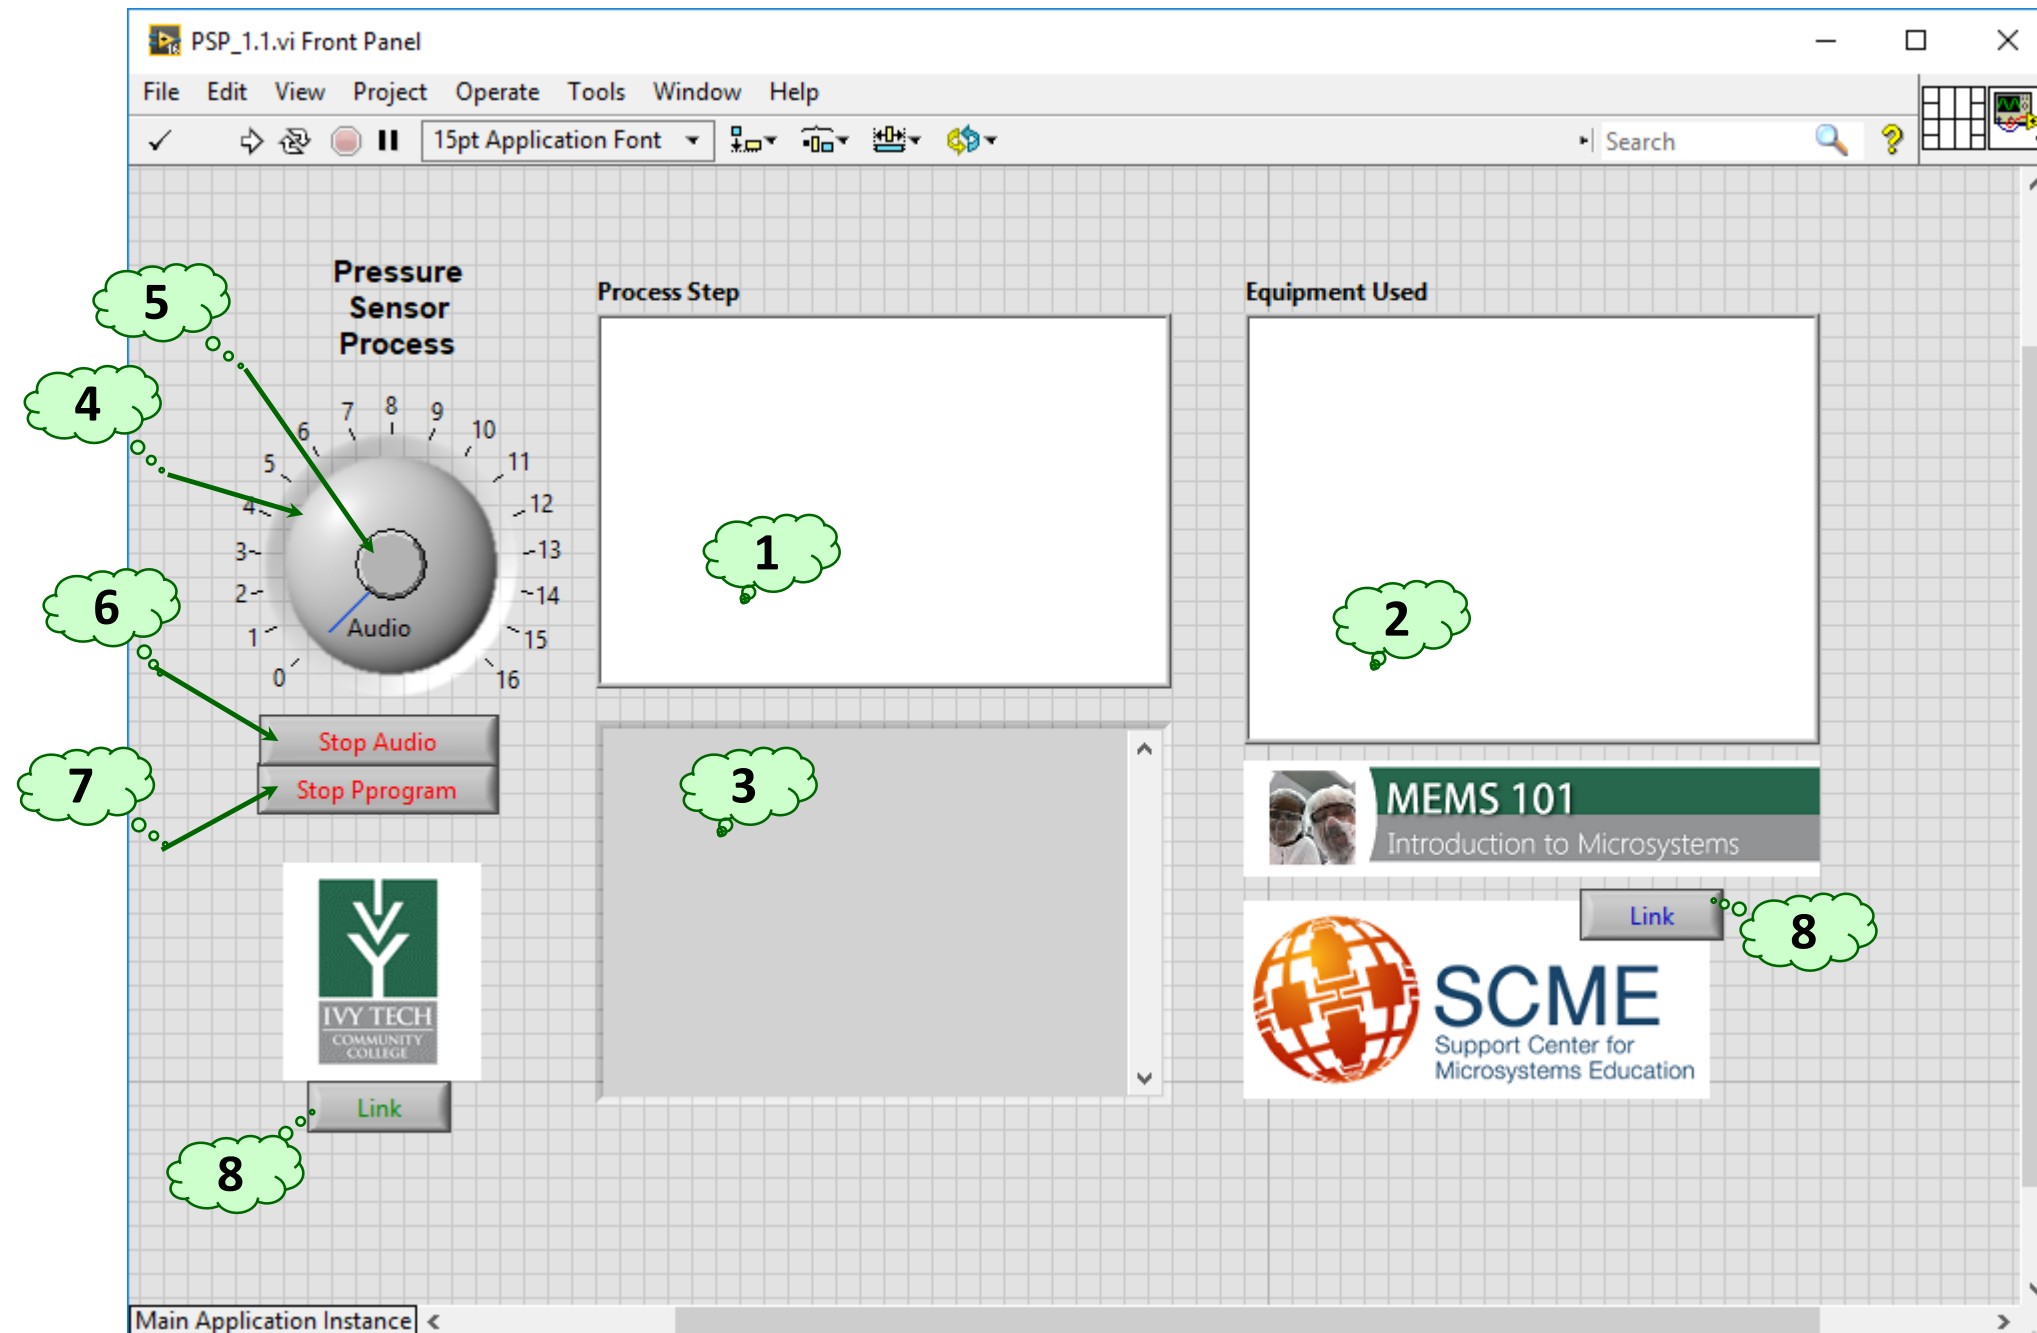 PSP_1.1.vi Front Panel
File Edit View Project Operate Tools Window Help
15pt Application Font
Search
Pressure
Sensor
Process
Process Step
Equipment Used
5
4
6
7
0
1
2
3
4
5
6
7
8
9
10
11
12
13
14
15
16
Audio
Stop Audio
Stop Pprogram
1
2
3
MEMS 101
Introduction to Microsystems
Link
8
SCME
Support Center for
Microsystems Education
IVY TECH
COMMUNITY
COLLEGE
Link
8
Main Application Instance